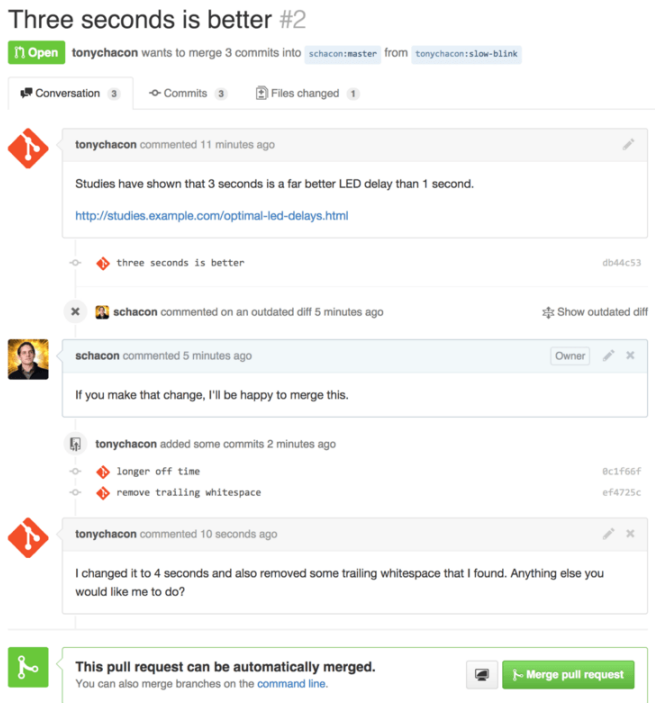 Three seconds is better #2
Open tonychacon wants to merge 3 commits into schacon:master from tonychacon:slow-blink
Conversation 3 Commits 3 Files changed 1
tonychacon commented 11 minutes ago
Studies have shown that 3 seconds is a far better LED delay than 1 second.
http://studies.example.com/optimal-led-delays.html
three seconds is better db44c53
schacon commented on an outdated diff 5 minutes ago Show outdated diff
schacon commented 5 minutes ago Owner
If you make that change, I'll be happy to merge this.
tonychacon added some commits 2 minutes ago
longer off time 0c1f66f
remove trailing whitespace ef4725c
tonychacon commented 10 seconds ago
I changed it to 4 seconds and also removed some trailing whitespace that I found. Anything else you
would like me to do?
This pull request can be automatically merged.
You can also merge branches on the command line.
Merge pull request